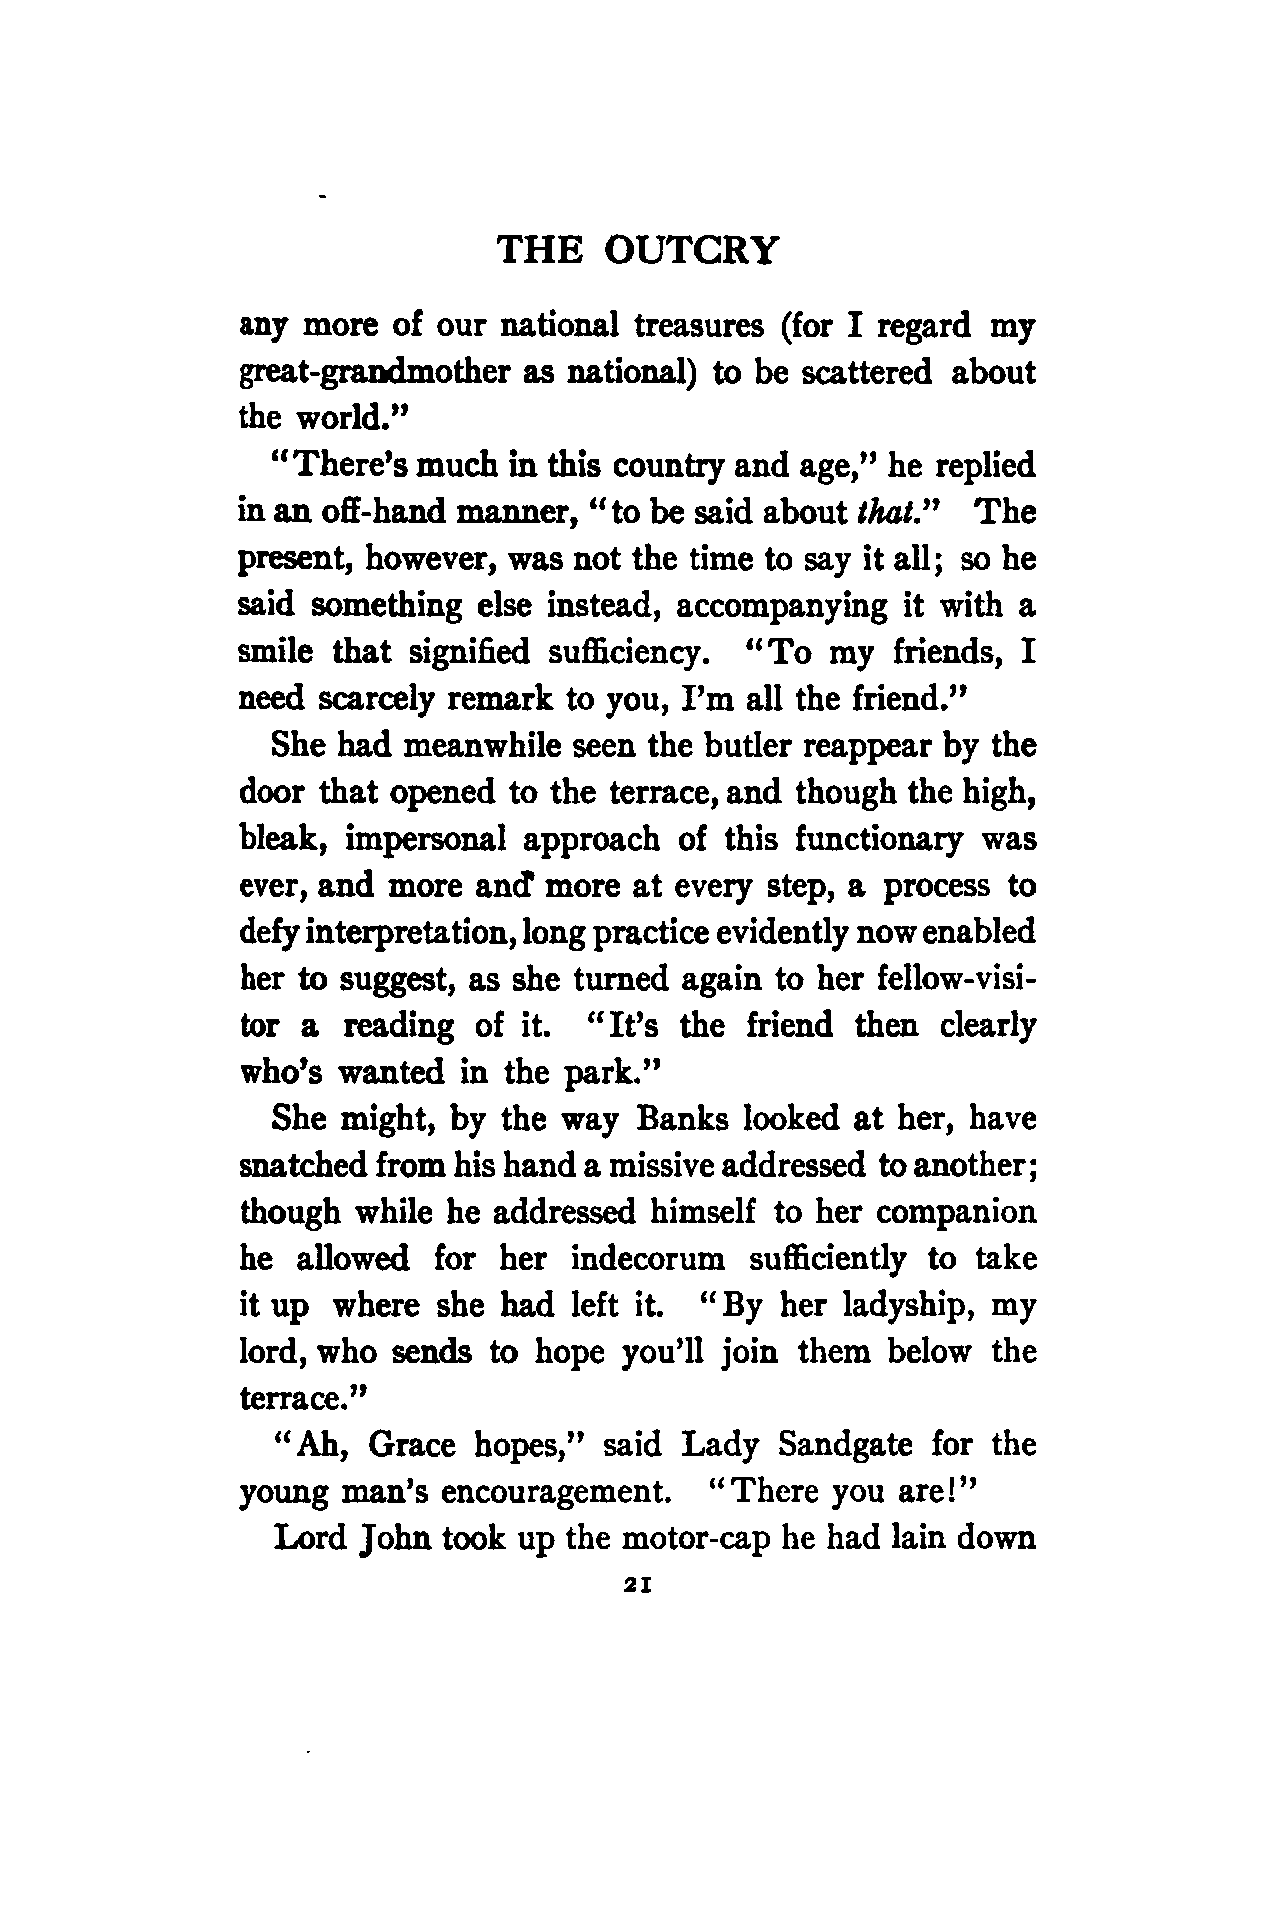 THE OUTCRY
any more of our national treasures (for I regard my
great-grandmother as national) to be scattered about
the world.”
“There’s much in this country and age,” he replied
in an off-hand manner, “to be said about that.” The
present, however, was not the time to say it all; so he
said something else instead, accompanying it with a
smile that signified sufficiency. “To my friends, I
need scarcely remark to you, I’m all the friend.”
She had meanwhile seen the butler reappear by the
door that opened to the terrace, and though the high,
bleak, impersonal approach of this functionary was
ever, and more and more at every step, a process to
defy interpretation, long practice evidently now enabled
her to suggest, as she turned again to her fellow-visi-
tor a reading of it. “It’s the friend then clearly
who’s wanted in the park.”
She might, by the way Banks looked at her, have
snatched from his hand a missive addressed to another;
though while he addressed himself to her companion
he allowed for her indecorum sufficiently to take
it up where she had left it. “By her ladyship, my
lord, who sends to hope you’ll join them below the
terrace.”
“Ah, Grace hopes,” said Lady Sandgate for the
young man’s encouragement. “There you are!”
Lord John took up the motor-cap he had lain down
21